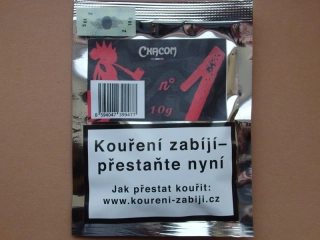 CHACOM
n° 1
10g
Kouření zabíjí–
přestaňte nyní
Jak přestat kouřit:
www.koureni-zabiji.cz